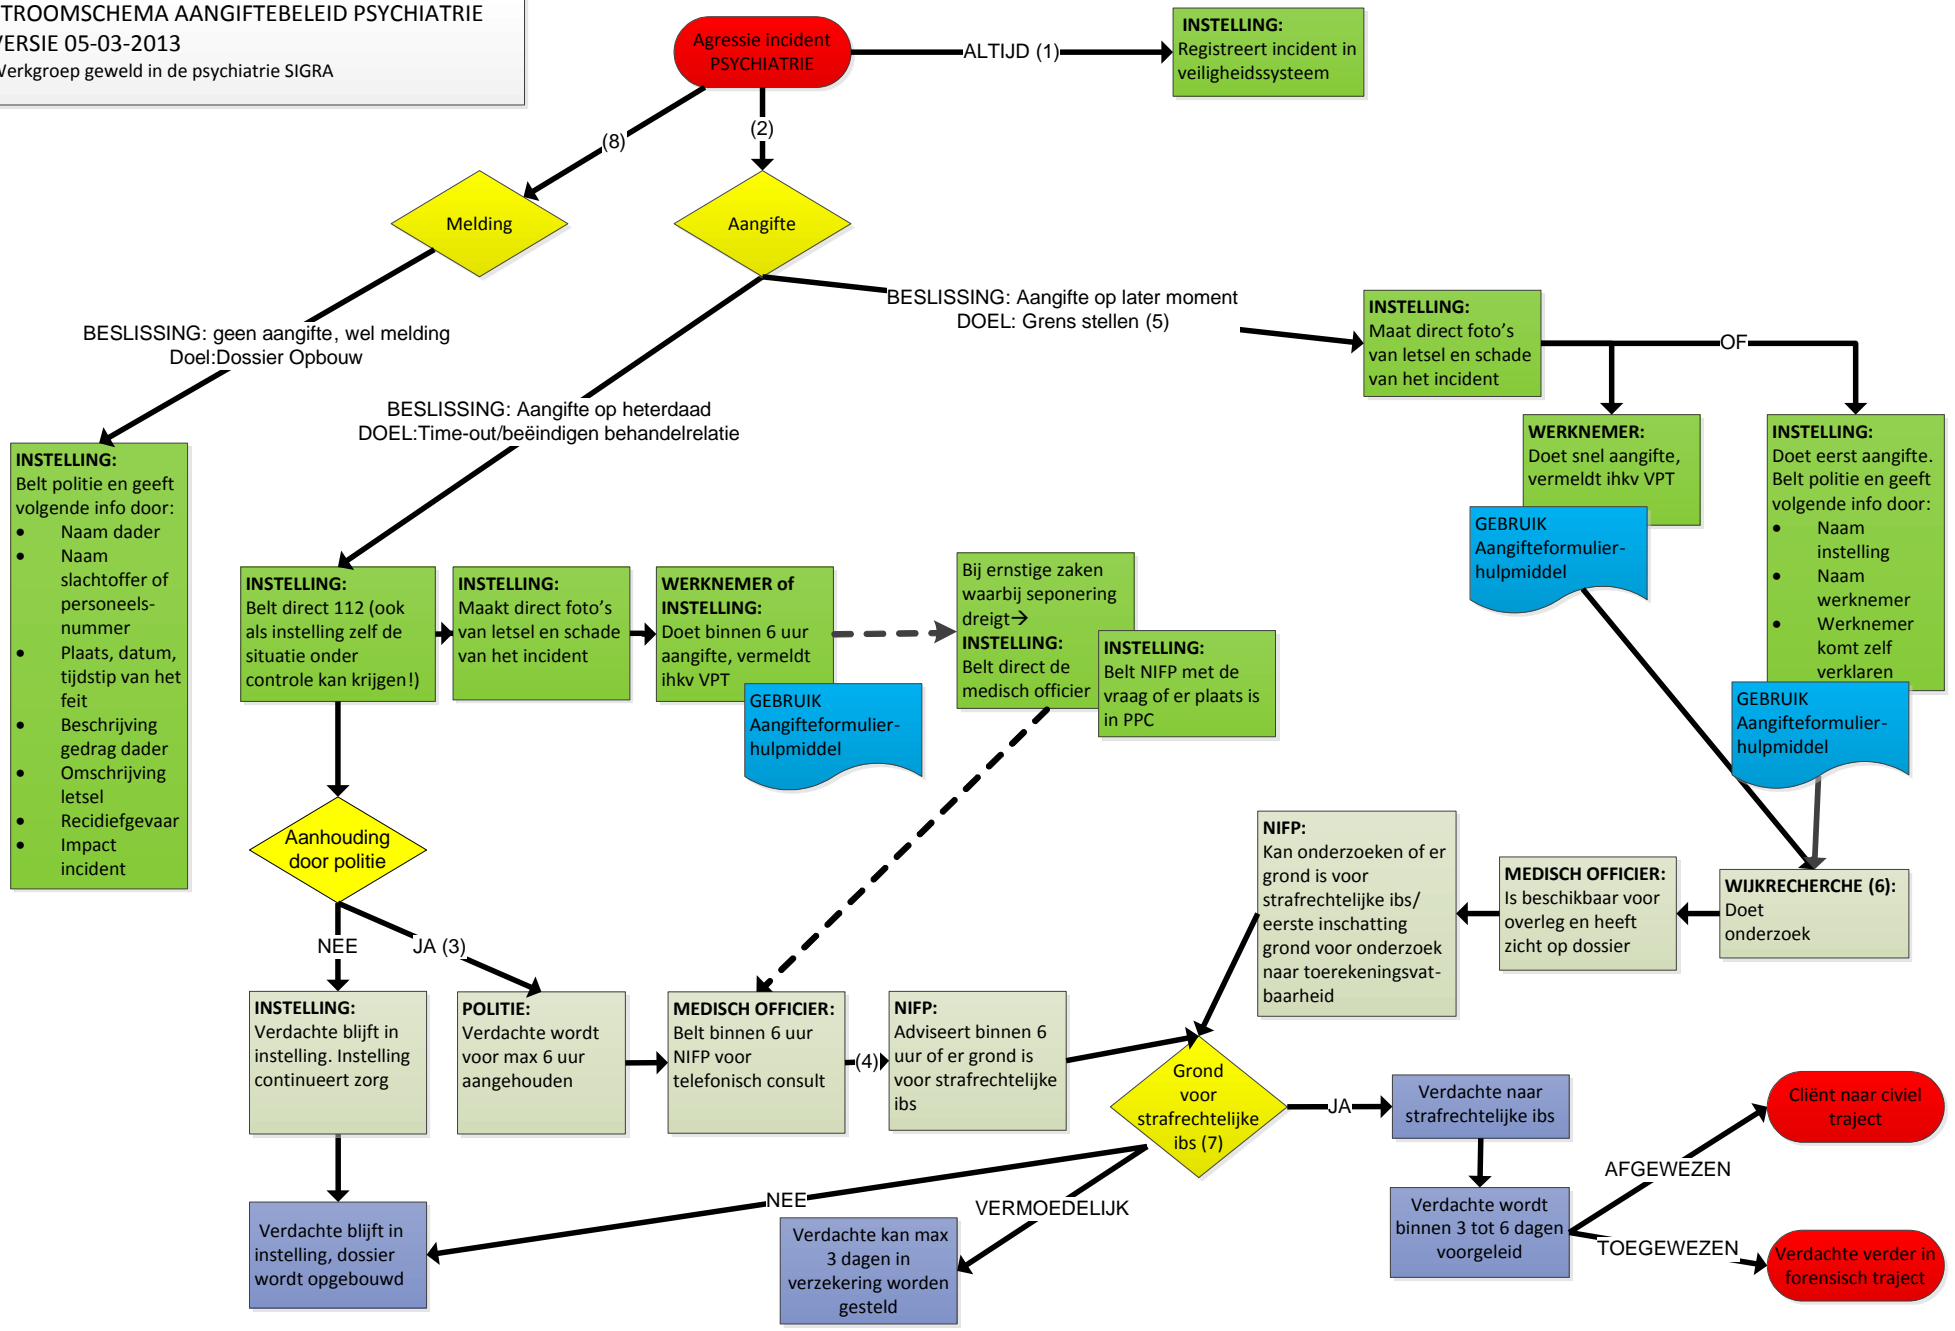 TROOMSCHEMA AANGIFTEBELEID PSYCHIATRIE
ERSIE 05-03-2013
Werkgroep geweld in de psychiatrie SIGRA
Agressie incident
PSYCHIATRIE
ALTIJD (1)
INSTELLING:
Registreert incident in
veiligheidssysteem
(8)
(2)
Melding
Aangifte
BESLISSING: geen aangifte, wel melding
Doel:Dossier Opbouw
BESLISSING: Aangifte op later moment
DOEL: Grens stellen (5)
BESLISSING: Aangifte op heterdaad
DOEL:Time-out/beëindigen behandelrelatie
INSTELLING:
Maat direct foto's
van letsel en schade
van het incident
OF
INSTELLING:
Belt politie en geeft
volgende info door:
• Naam dader
• Naam
slachtoffer of
personeels-
nummer
• Plaats, datum,
tijdstip van het
feit
• Beschrijving
gedrag dader
• Omschrijving
letsel
• Recidiefgevaar
• Impact
incident
WERKNEMER:
Doet snel aangifte,
vermeldt ihkv VPT
GEBRUIK
Aangifteformulier-
hulpmiddel
INSTELLING:
Doet eerst aangifte.
Belt politie en geeft
volgende info door:
• Naam
instelling
• Naam
werknemer
• Werknemer
komt zelf
verklaren
GEBRUIK
Aangifteformulier-
hulpmiddel
INSTELLING:
Belt direct 112 (ook
als instelling zelf de
situatie onder
controle kan krijgen!)
INSTELLING:
Maakt direct foto's
van letsel en schade
van het incident
WERKNEMER of
INSTELLING:
Doet binnen 6 uur
aangifte, vermeldt
ihkv VPT
GEBRUIK
Aangifteformulier-
hulpmiddel
Bij ernstige zaken
waarbij seponering
dreigt→
INSTELLING:
Belt direct de
medisch officier
INSTELLING:
Belt NIFP met de
vraag of er plaats is
in PPC
Aanhouding
door politie
NEE
JA (3)
NIFP:
Kan onderzoeken of er
grond is voor
strafrechtelijke ibs/
eerste inschatting
grond voor onderzoek
naar toerekeningsvat-
baarheid
MEDISCH OFFICIER:
Is beschikbaar voor
overleg en heeft
zicht op dossier
WIJKRECHERCHE (6):
Doet
onderzoek
INSTELLING:
Verdachte blijft in
instelling. Instelling
continueert zorg
POLITIE:
Verdachte wordt
voor max 6 uur
aangehouden
MEDISCH OFFICIER:
Belt binnen 6 uur
NIFP voor
telefonisch consult
(4)
NIFP:
Adviseert binnen 6
uur of er grond is
voor strafrechtelijke
ibs
Grond
voor
strafrechtelijke
ibs (7)
JA
Verdachte naar
strafrechtelijke ibs
Cliënt naar civiel
traject
AFGEWEZEN
NEE
VERMOEDELIJK
Verdachte blijft in
instelling, dossier
wordt opgebouwd
Verdachte kan max
3 dagen in
verzekering worden
gesteld
Verdachte wordt
binnen 3 tot 6 dagen
voorgeleid
TOEGEWEZEN
Verdachte verder in
forensisch traject